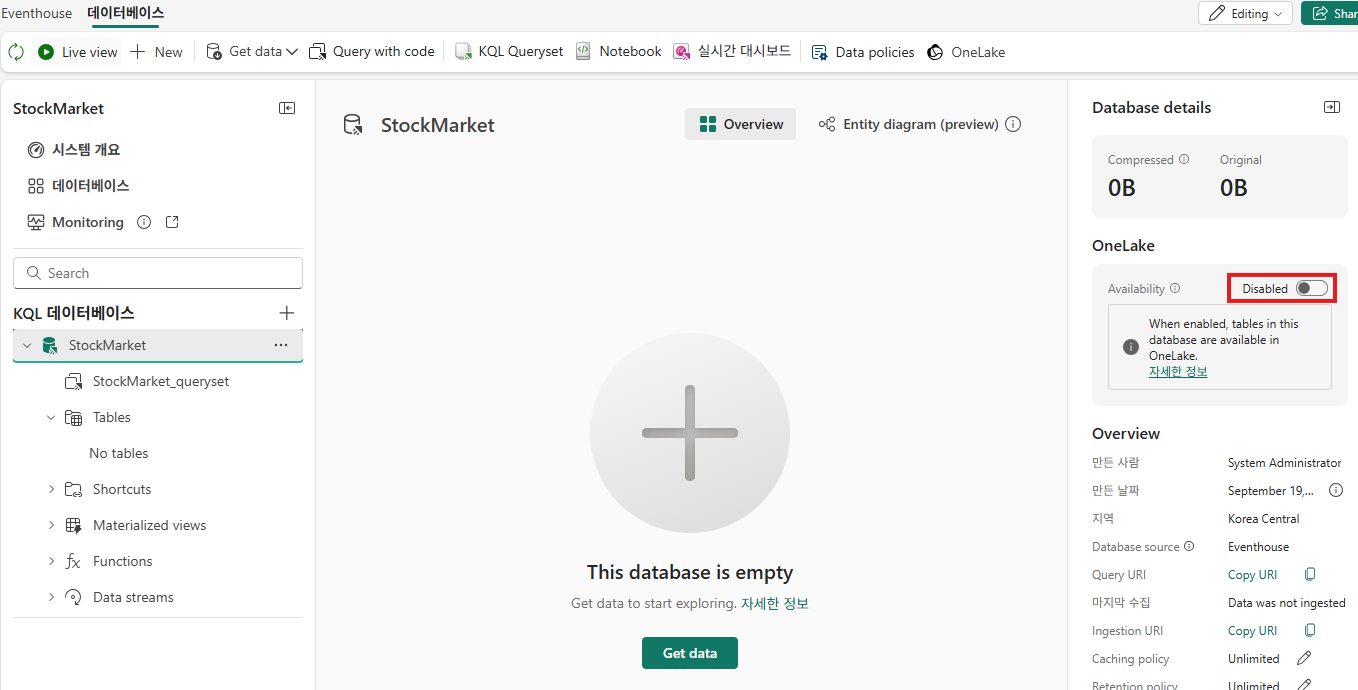 Eventhouse 데이터베이스 Editing Shar
Live view New Get data Query with code KQL Queryset Notebook 실시간 대시보드 Data policies OneLake
StockMarket
시스템 개요
데이터베이스
Monitoring
Search
KQL 데이터베이스
StockMarket
StockMarket_queryset
Tables
No tables
Shortcuts
Materialized views
Functions
Data streams
StockMarket Overview Entity diagram (preview)
This database is empty
Get data to start exploring. 자세한 정보
Get data
Database details
Compressed Original
0B 0B
OneLake
Availability Disabled
When enabled, tables in this
database are available in
OneLake.
자세한 정보
Overview
만든 사람 System Administrator
만든 날짜 September 19,...
지역 Korea Central
Database source Eventhouse
Query URI Copy URI
마지막 수집 Data was not ingested
Ingestion URI Copy URI
Caching policy Unlimited
Retention policy Unlimited